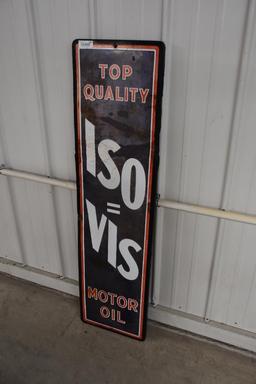 TOP
QUALITY
ISO
=
VIS
MOTOR
OIL